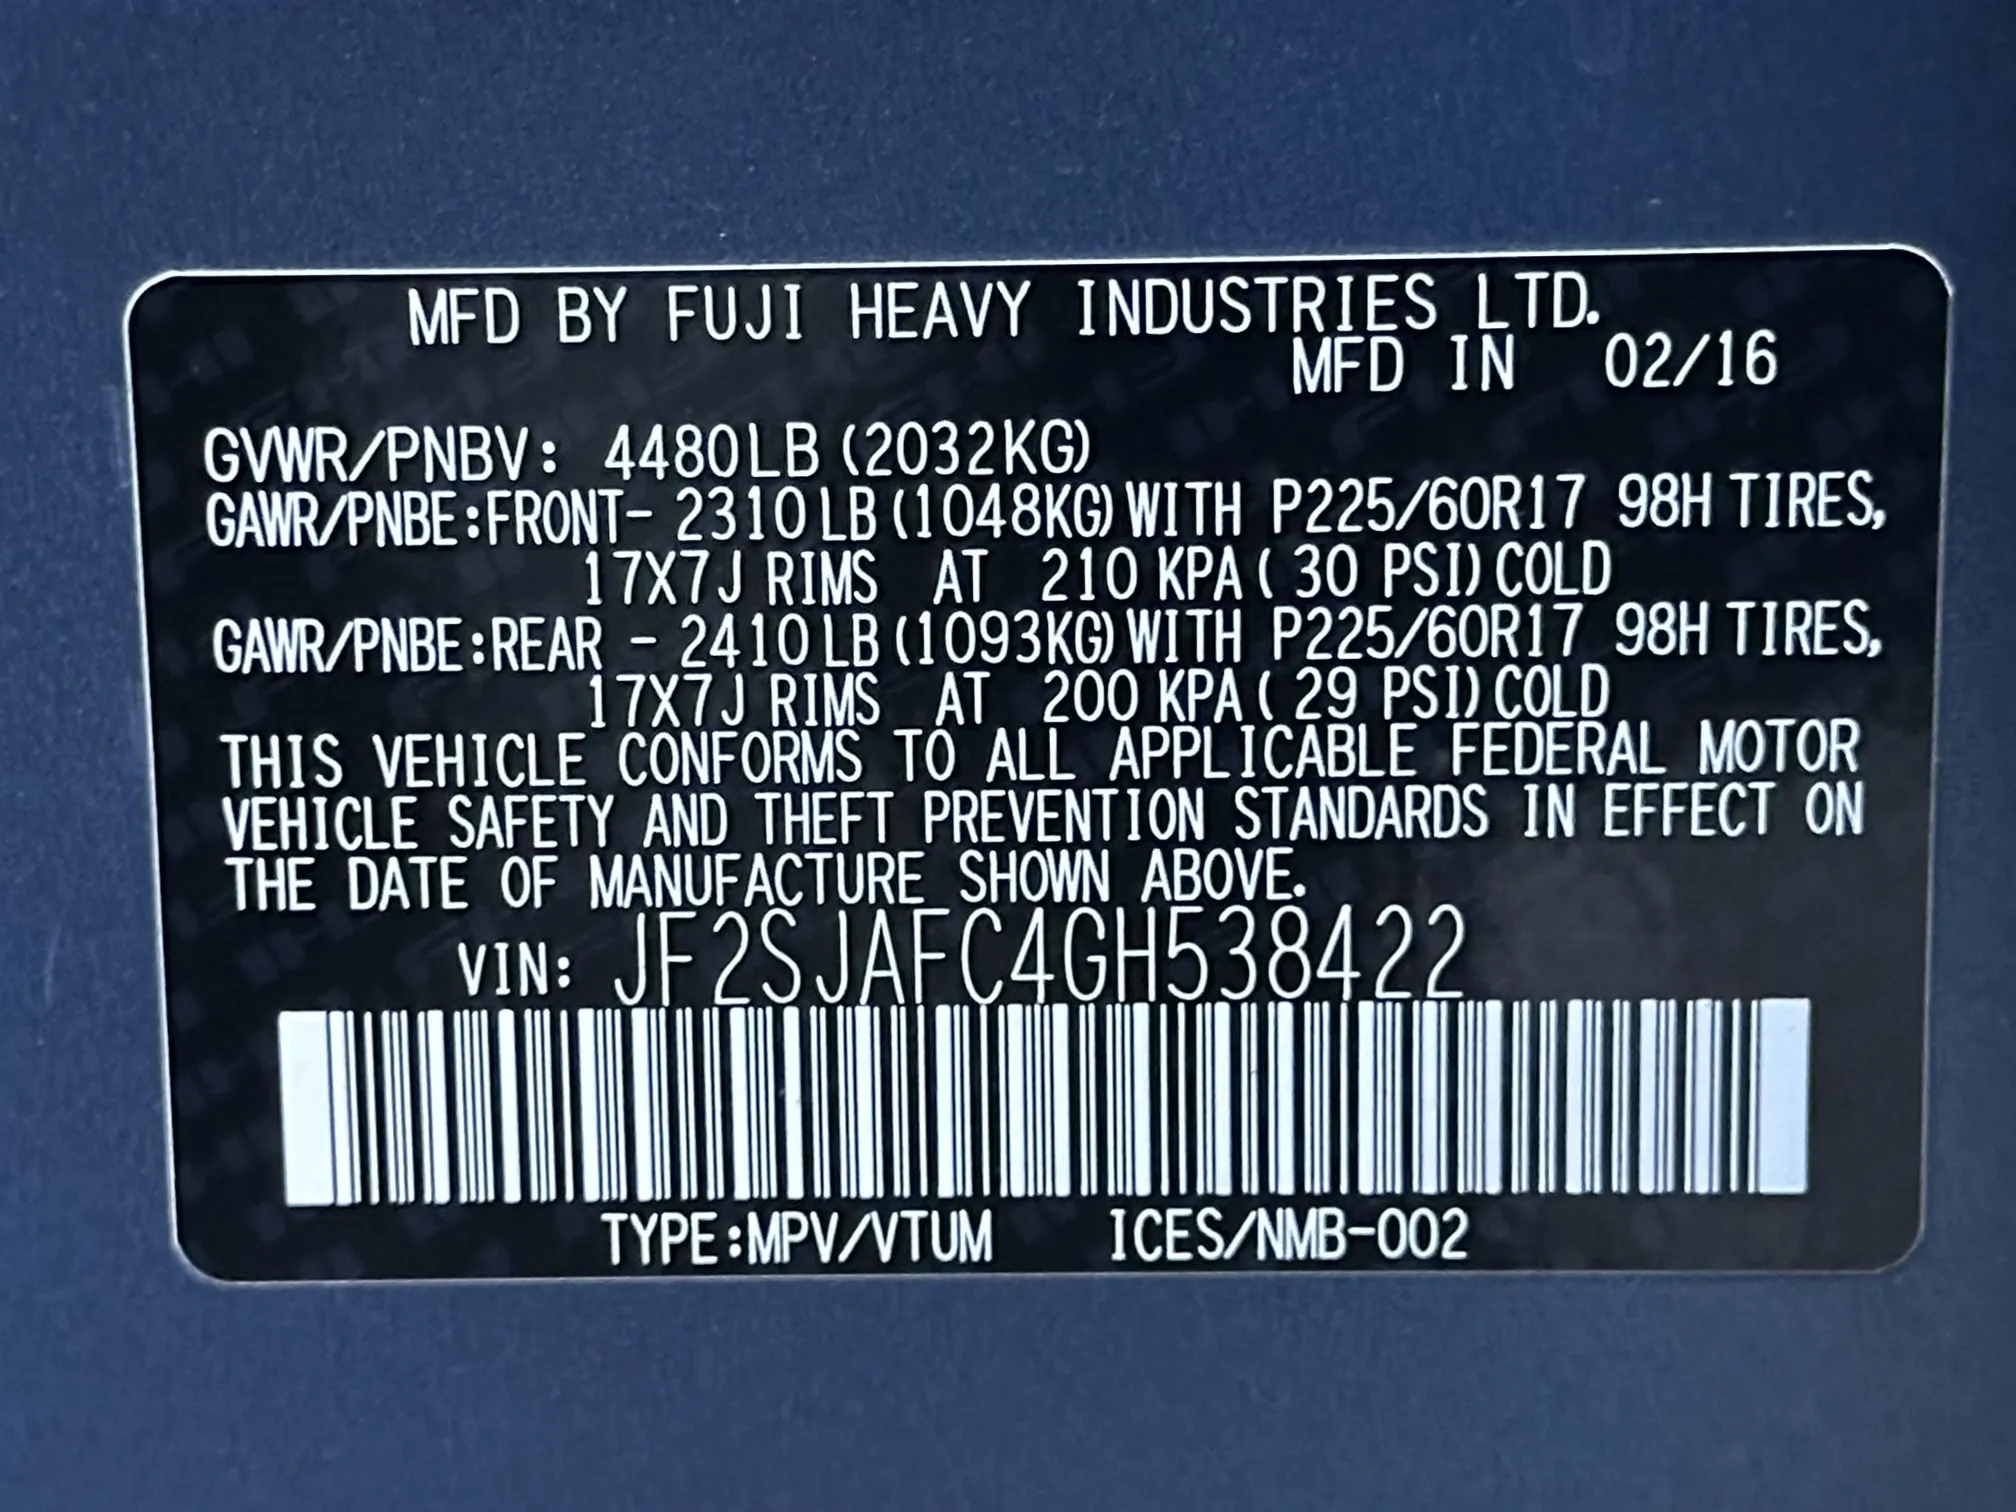 MFD BY FUJI HEAVY INDUSTRIES LTD.
MFD IN 02/16
GVWR/PNBV: 4480LB (2032KG)
GAWR/PNBE:FRONT- 2310LB (1048KG) WITH P225/60R17 98H TIRES,
17X7J RIMS AT 210 KPA ( 30 PSI) COLD
GAWR/PNBE:REAR - 2410LB (1093KG) WITH P225/60R17 98H TIRES,
17X7J RIMS AT 200 KPA ( 29 PSI) COLD
THIS VEHICLE CONFORMS TO ALL APPLICABLE FEDERAL MOTOR
VEHICLE SAFETY AND THEFT PREVENTION STANDARDS IN EFFECT ON
THE DATE OF MANUFACTURE SHOWN ABOVE.
VIN: JF2SJAFC4GH538422
TYPE:MPV/VTUM ICES/NMB-002